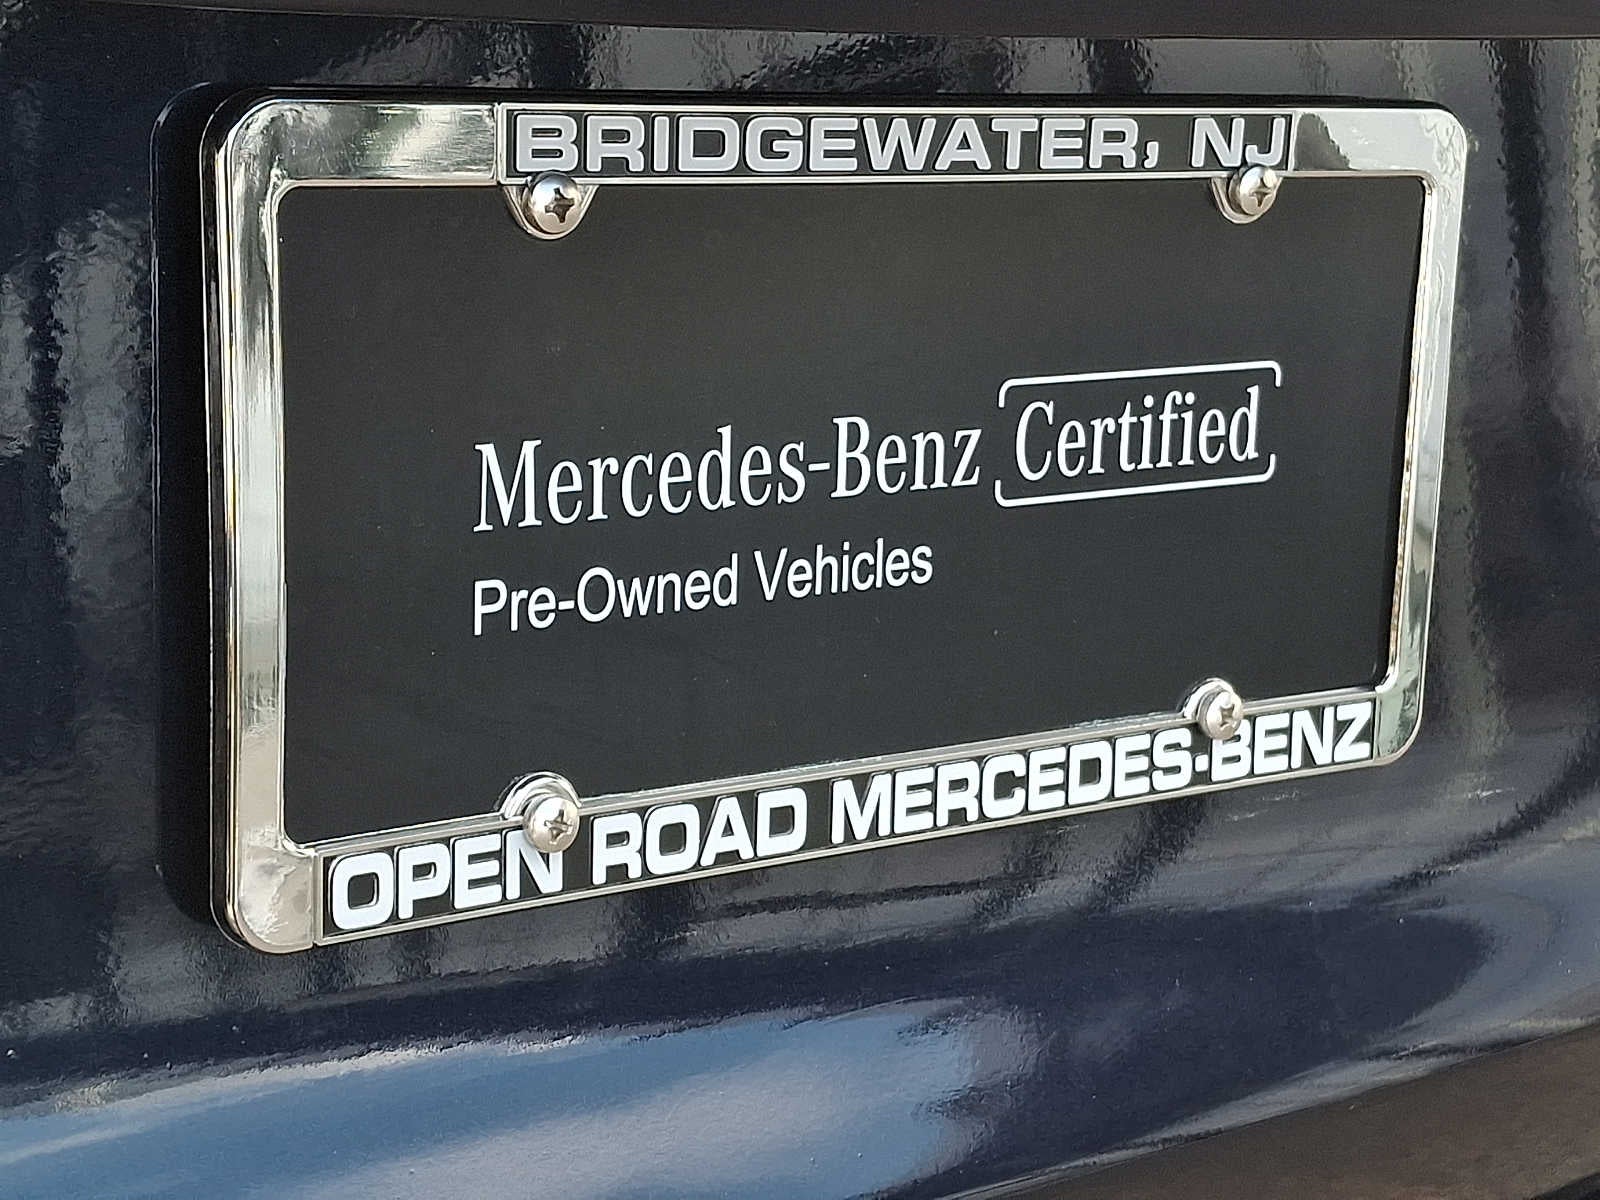 BRIDGEWATER, NJ
Mercedes-Benz Certified
Pre-Owned Vehicles
OPEN ROAD MERCEDES-BENZ